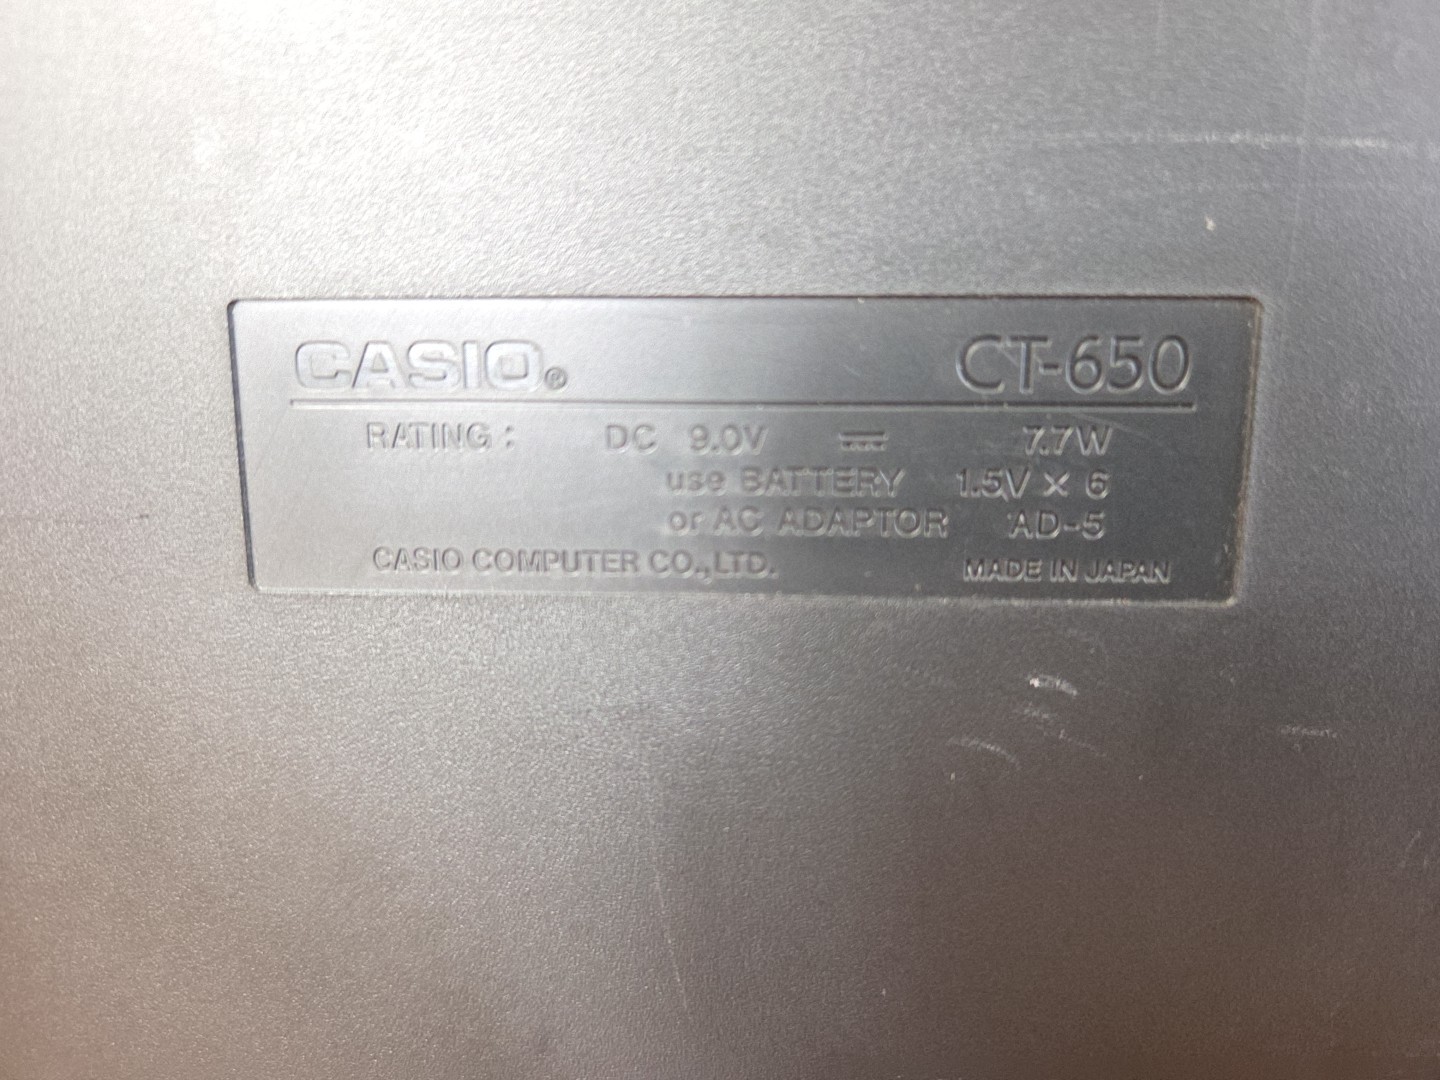 CASIO® CT-650
RATING : DC 9.0V ⎓ 7.7W
use BATTERY 1.5V × 6
or AC ADAPTOR AD-5
CASIO COMPUTER CO.,LTD. MADE IN JAPAN